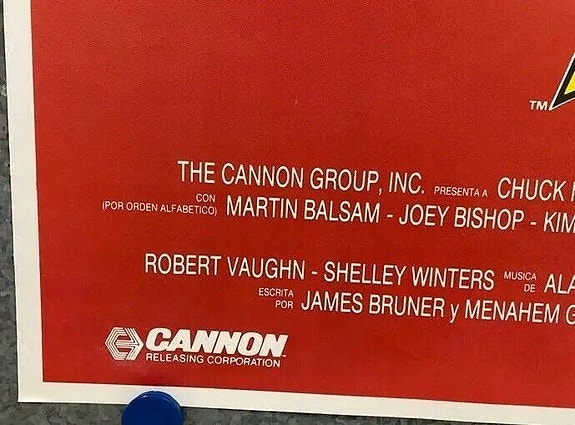 TM
THE CANNON GROUP, INC. PRESENTA A CHUCK
CON
(POR ORDEN ALFABETICO) MARTIN BALSAM - JOEY BISHOP - KIM
ROBERT VAUGHN - SHELLEY WINTERS MUSICA DE ALA
ESCRITA
POR JAMES BRUNER y MENAHEM G
CANNON
RELEASING CORPORATION